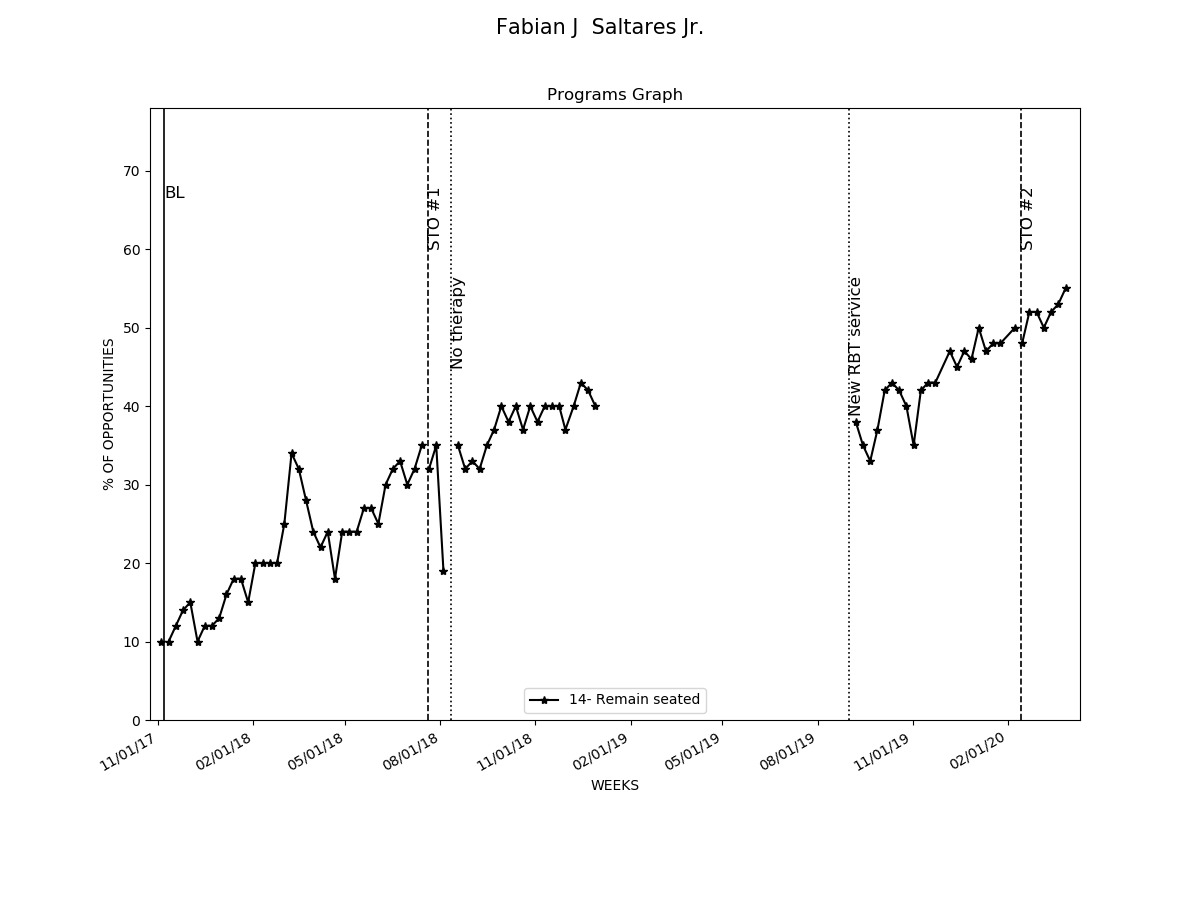 Fabian J  Saltares Jr.
Programs Graph
BL
STO #1
No therapy
New RBT service
STO #2
% OF OPPORTUNITIES
70
60
50
40
30
20
10
0
14- Remain seated
11/01/17
02/01/18
05/01/18
08/01/18
11/01/18
02/01/19
05/01/19
08/01/19
11/01/19
02/01/20
WEEKS